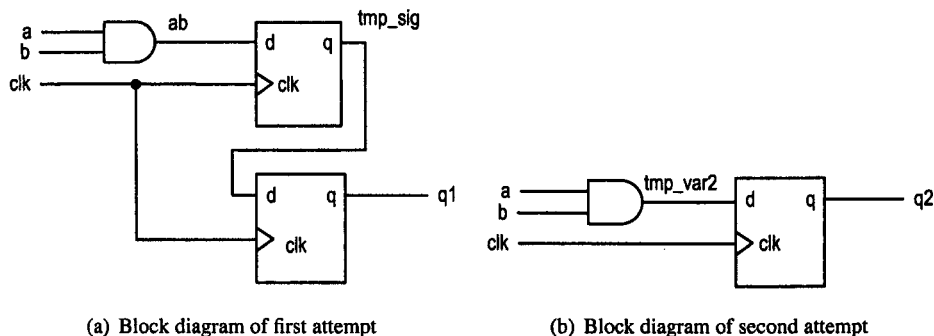 ab
tmp_sig
a
b
d
q
clk
clk
d
q
q1
clk
a
b
tmp_var2
d
q
q2
clk
clk
(a) Block diagram of first attempt
(b) Block diagram of second attempt